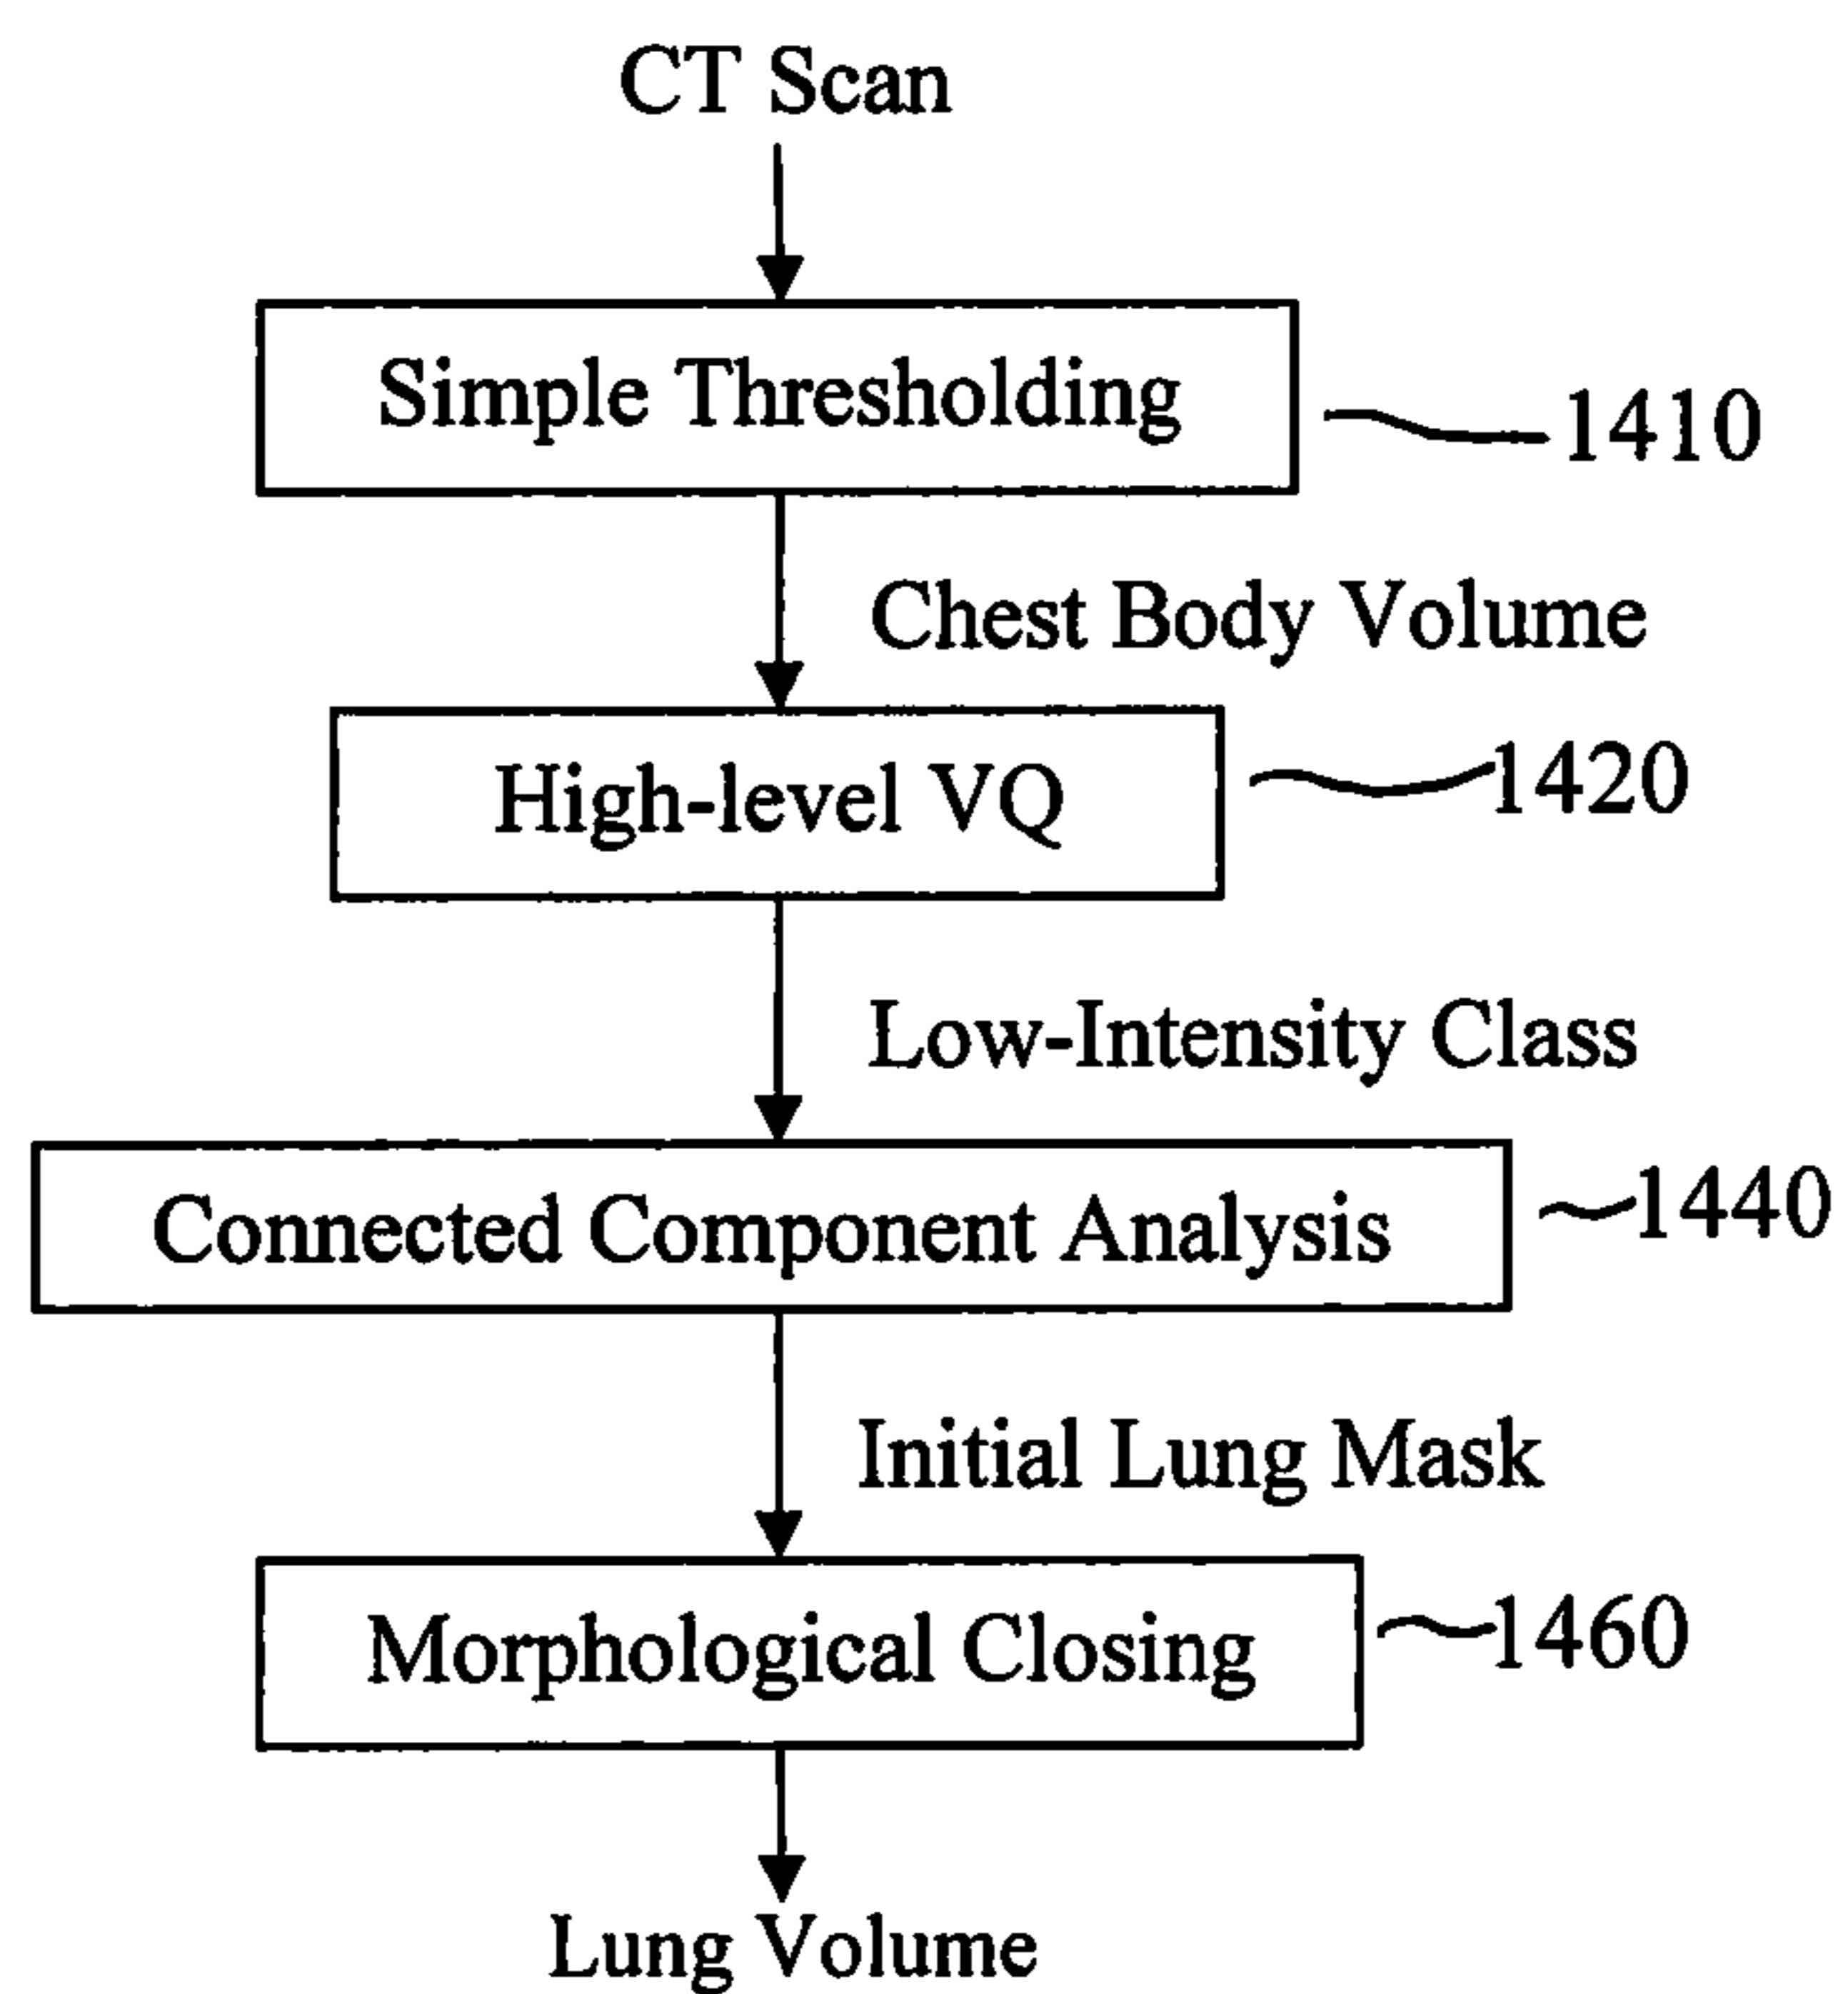 CT Scan
Simple Thresholding
1410
Chest Body Volume
High-level VQ
1420
Low-Intensity Class
Connected Component Analysis
1440
Initial Lung Mask
Morphological Closing
1460
Lung Volume